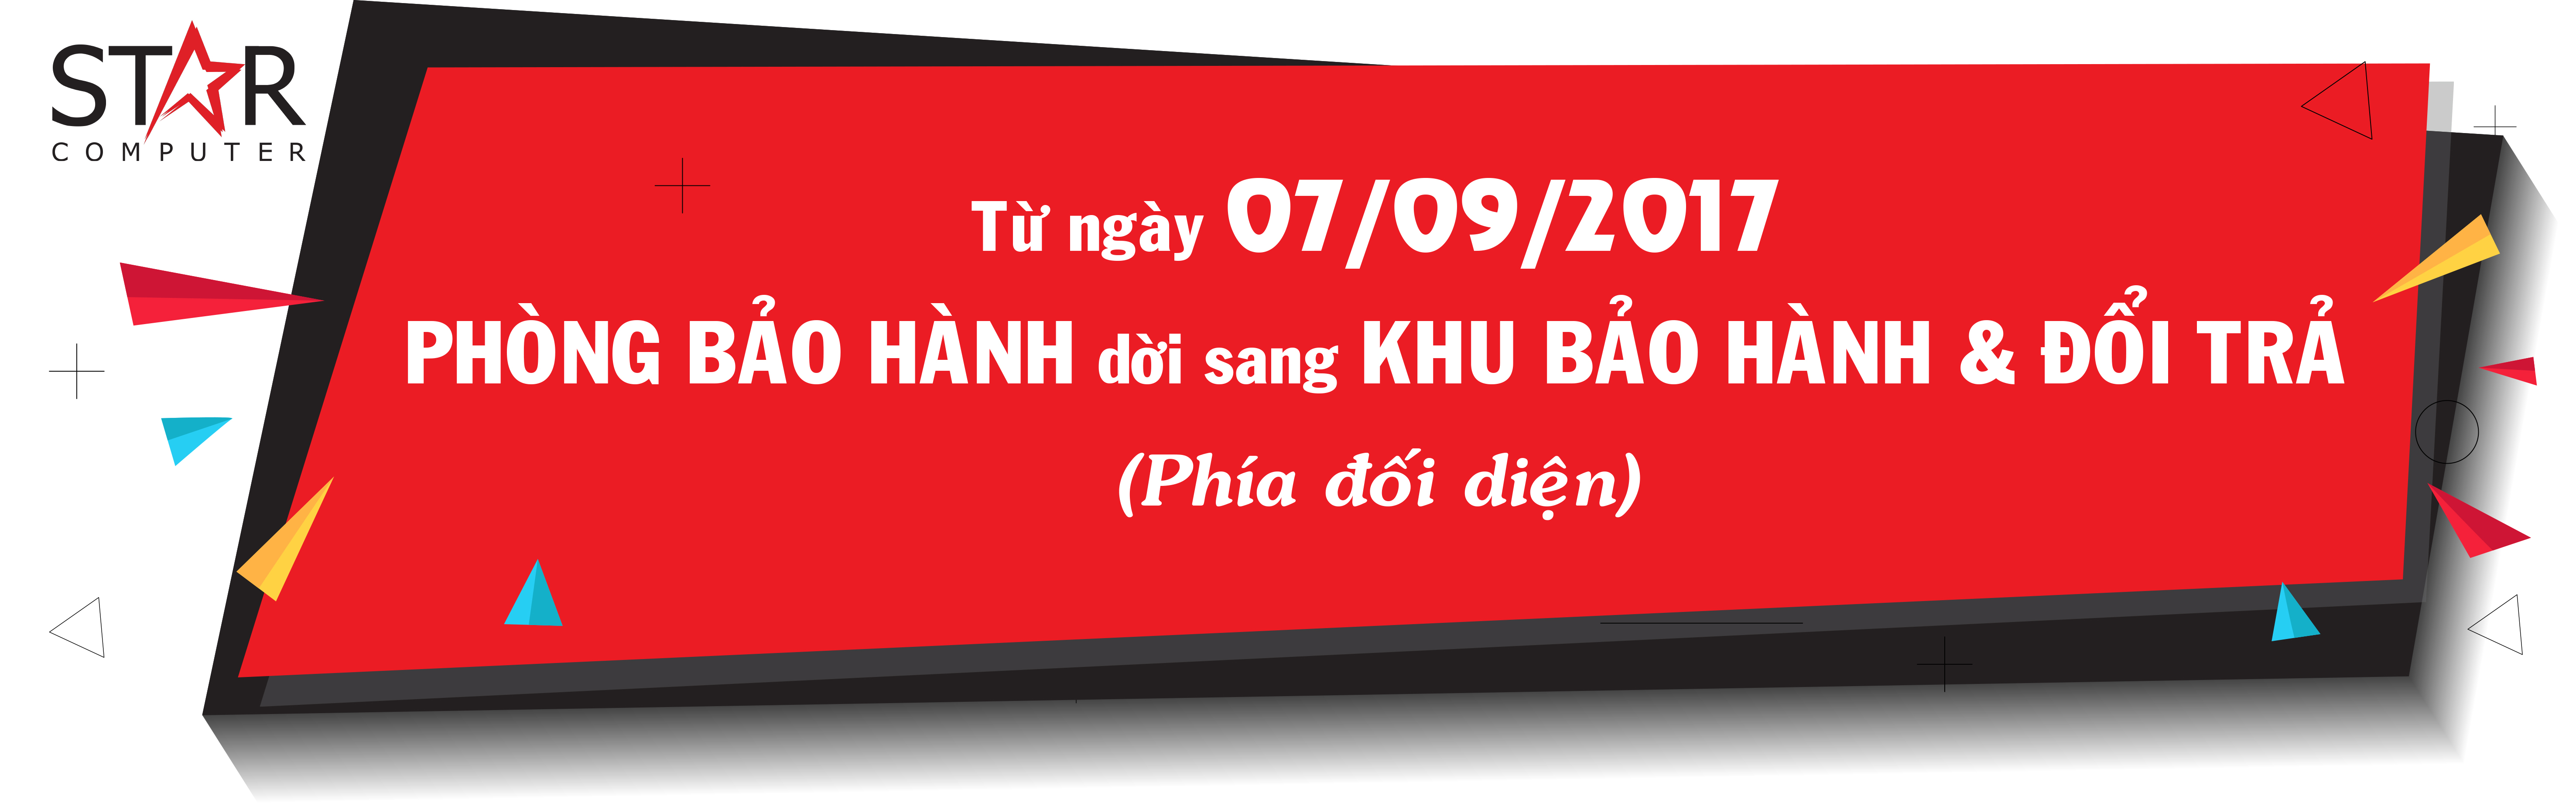 STAR
COMPUTER
Từ ngày 07/09/2017
PHÒNG BẢO HÀNH dời sang KHU BẢO HÀNH & ĐỔI TRẢ
(Phía đối diện)